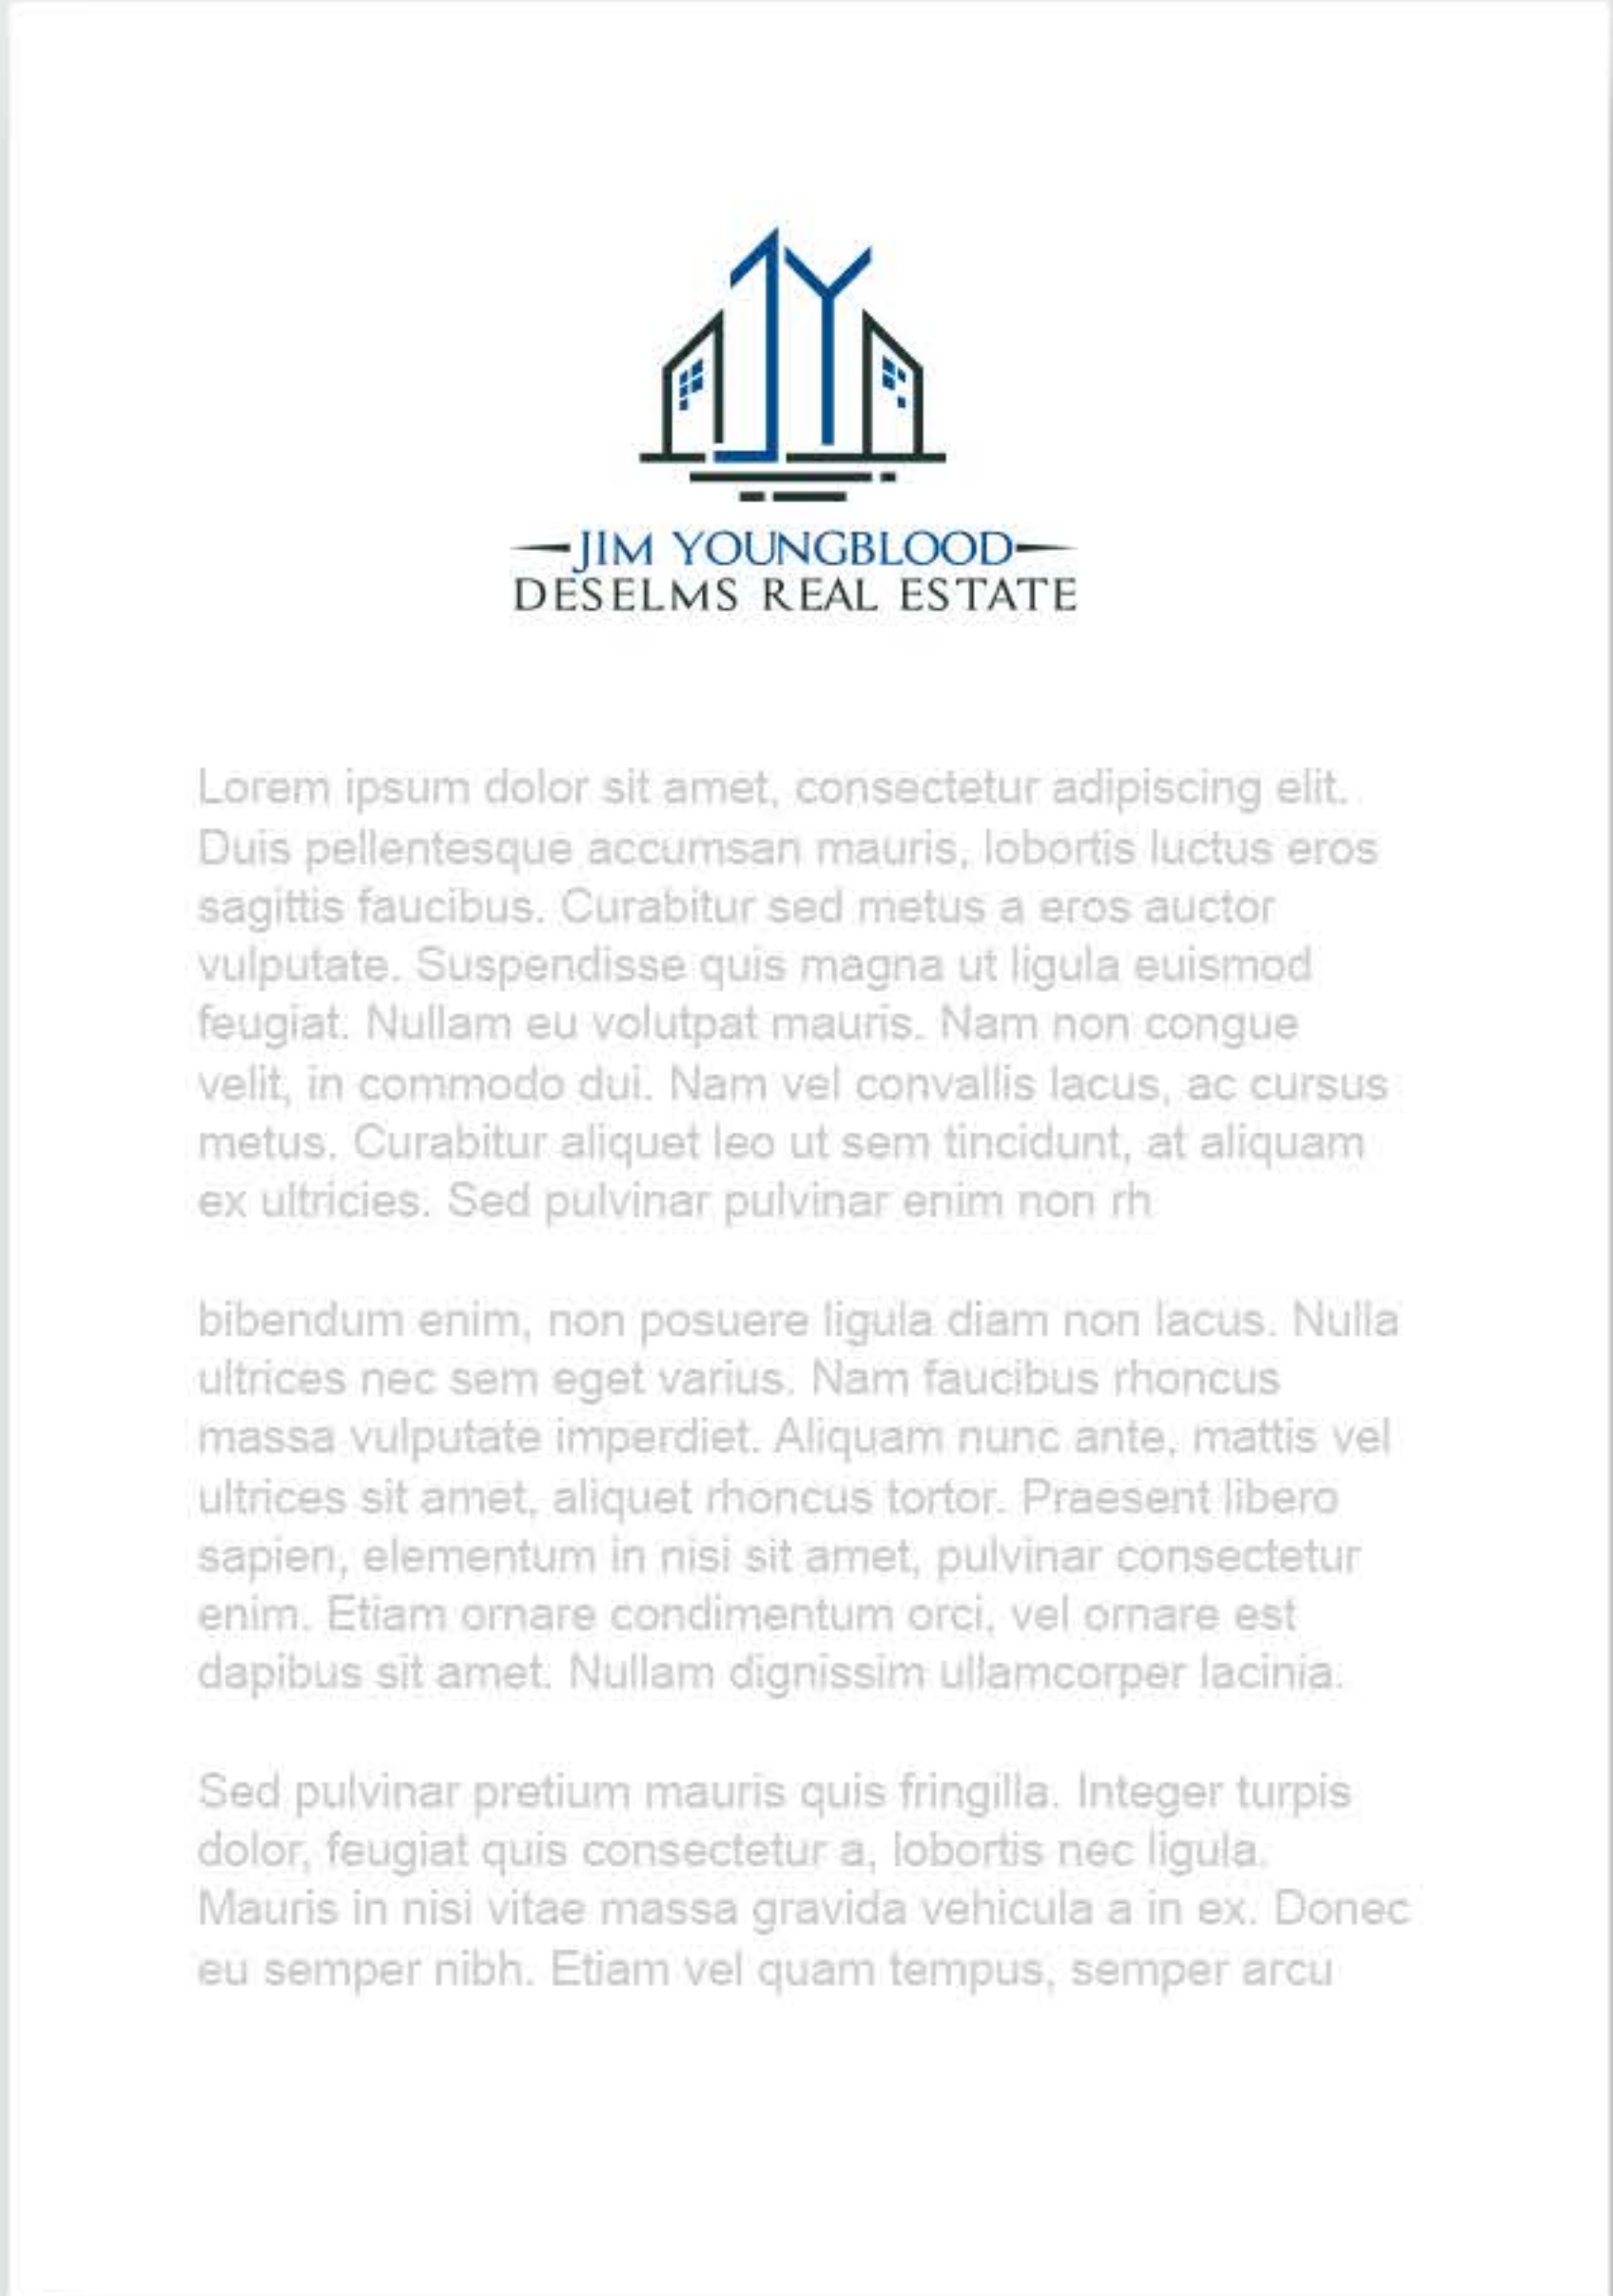 JY
JIM YOUNGBLOOD
DESELMS REAL ESTATE
Lorem ipsum dolor sit amet, consectetur adipiscing elit.
Duis pellentesque accumsan mauris, lobortis luctus eros
sagittis faucibus. Curabitur sed metus a eros auctor
vulputate. Suspendisse quis magna ut ligula euismod
feugiat. Nullam eu volutpat mauris. Nam non congue
velit, in commodo dui. Nam vel convallis lacus, ac cursus
metus. Curabitur aliquet leo ut sem tincidunt, at aliquam
ex ultricies. Sed pulvinar pulvinar enim non rh
bibendum enim, non posuere ligula diam non lacus. Nulla
ultrices nec sem eget varius. Nam faucibus rhoncus
massa vulputate imperdiet. Aliquam nunc ante, mattis vel
ultrices sit amet, aliquet rhoncus tortor. Praesent libero
sapien, elementum in nisi sit amet, pulvinar consectetur
enim. Etiam ornare condimentum orci, vel ornare est
dapibus sit amet. Nullam dignissim ullamcorper lacinia.
Sed pulvinar pretium mauris quis fringilla. Integer turpis
dolor, feugiat quis consectetur a, lobortis nec ligula.
Mauris in nisi vitae massa gravida vehicula a in ex. Donec
eu semper nibh. Etiam vel quam tempus, semper arcu